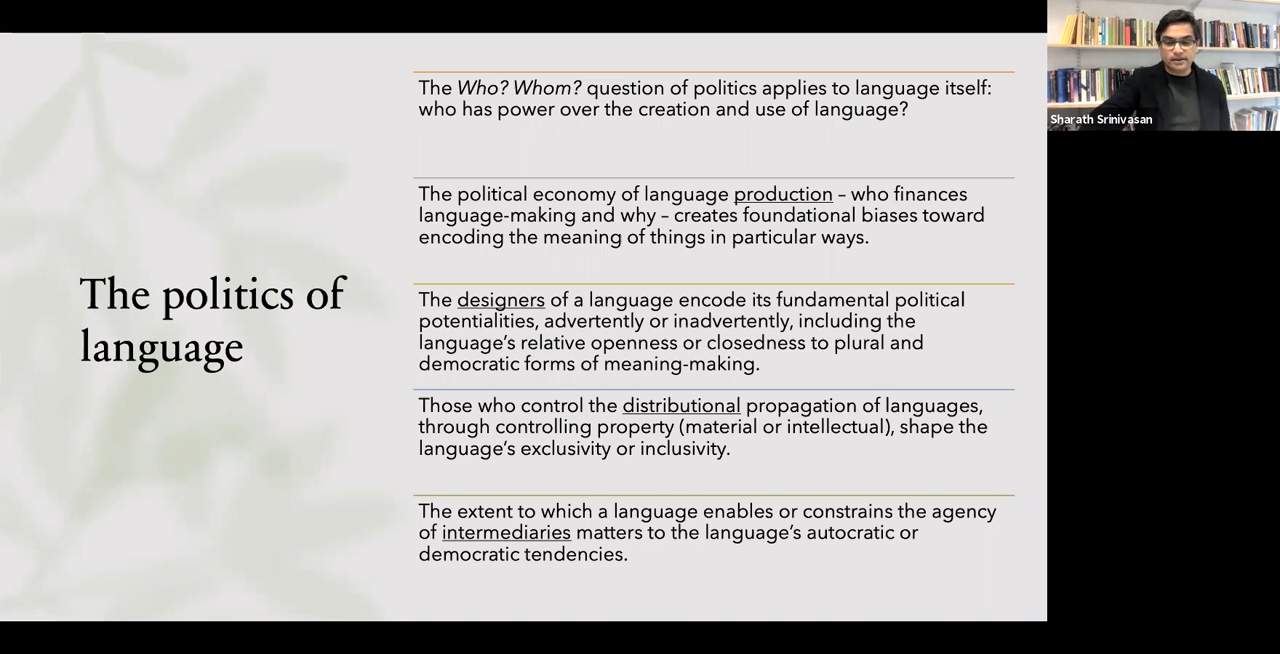 The politics of
language
The Who? Whom? question of politics applies to language itself:
who has power over the creation and use of language?
The political economy of language production – who finances
language-making and why – creates foundational biases toward
encoding the meaning of things in particular ways.
The designers of a language encode its fundamental political
potentialities, advertently or inadvertently, including the
language’s relative openness or closedness to plural and
democratic forms of meaning-making.
Those who control the distributional propagation of languages,
through controlling property (material or intellectual), shape the
language’s exclusivity or inclusivity.
The extent to which a language enables or constrains the agency
of intermediaries matters to the language’s autocratic or
democratic tendencies.
Sharath Srinivasan